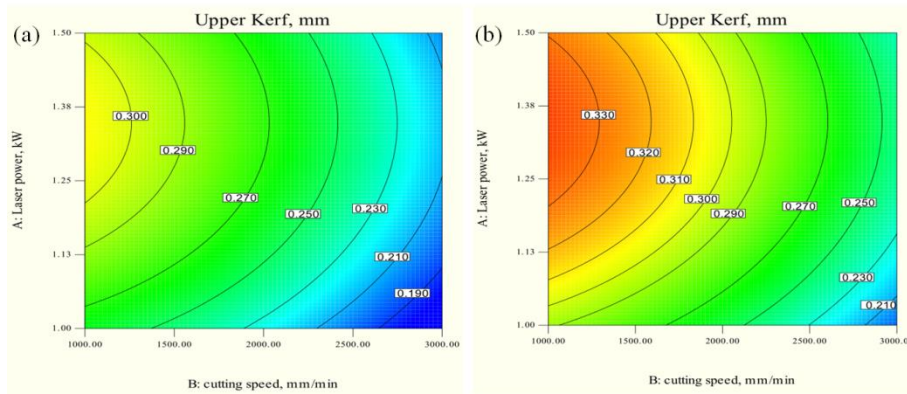 (a)
Upper Kerf, mm
A: Laser power, kW
1.50
1.38
1.25
1.13
1.00
0.300
0.290
0.270
0.250
0.230
0.210
0.190
1000.00 1500.00 2000.00 2500.00 3000.00
B: cutting speed, mm/min
(b)
Upper Kerf, mm
A: Laser power, kW
1.50
1.38
1.25
1.13
1.00
0.330
0.320
0.310
0.300
0.290
0.270
0.250
0.230
0.210
1000.00 1500.00 2000.00 2500.00 3000.00
B: cutting speed, mm/min